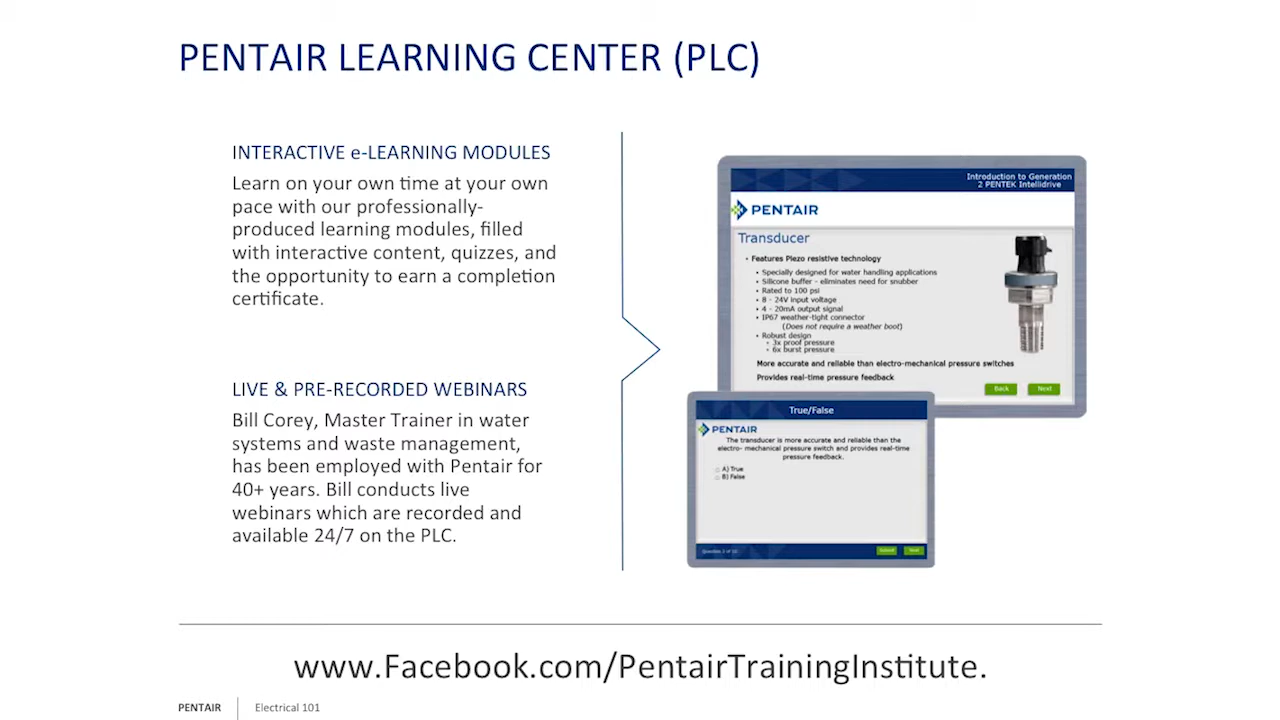 PENTAIR LEARNING CENTER (PLC)
INTERACTIVE e-LEARNING MODULES
Learn on your own time at your own
pace with our professionally-
produced learning modules, filled
with interactive content, quizzes, and
the opportunity to earn a completion
certificate.
LIVE & PRE-RECORDED WEBINARS
Bill Corey, Master Trainer in water
systems and waste management,
has been employed with Pentair for
40+ years. Bill conducts live
webinars which are recorded and
available 24/7 on the PLC.
Introduction to Generation
2 PENTEK Intellidrive
PENTAIR
Transducer
• Features Piezo resistive technology
• Specially designed for water handling applications
• Silicone buffer - eliminates need for snubber
• Rated to 100 psi
• 8 - 24V input voltage
• 4 - 20mA output signal
• IP67 weather-tight connector
(Does not require a weather boot)
• Robust design
• 3x proof pressure
• 6x burst pressure
More accurate and reliable than electro-mechanical pressure switches
Provides real-time pressure feedback
Back Next
True/False
PENTAIR
The transducer is more accurate and reliable than the
electro- mechanical pressure switch and provides real-time
pressure feedback.
A) True
B) False
Submit Next
www.Facebook.com/PentairTrainingInstitute.
PENTAIR Electrical 101